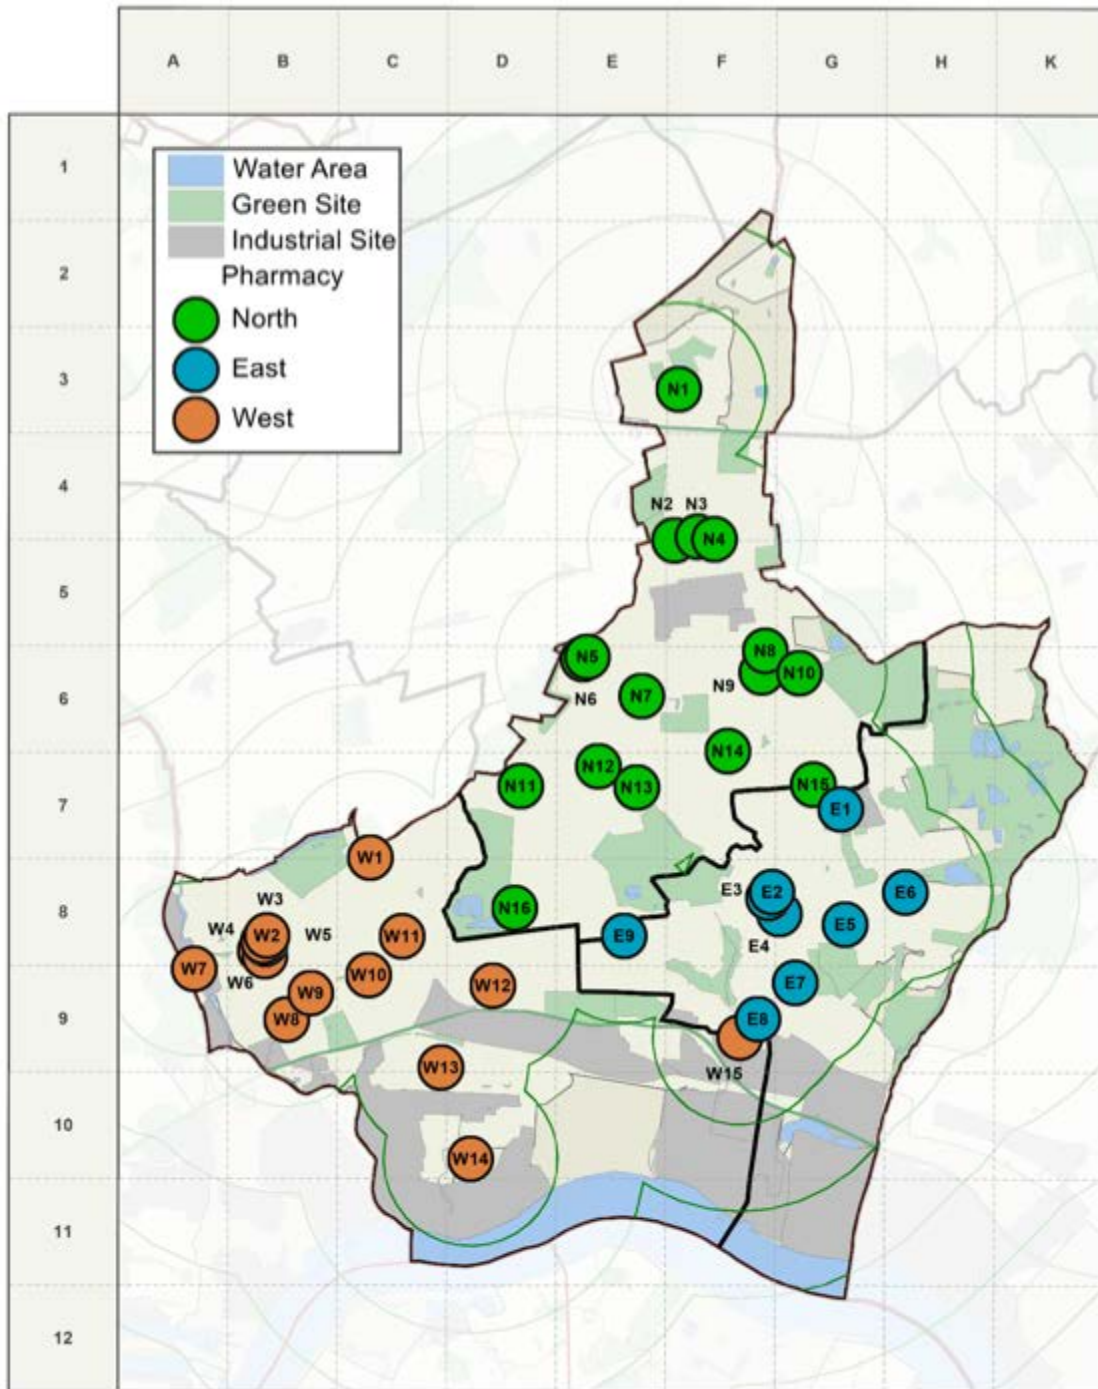 A B C D E F G H K
1
Water Area
Green Site
Industrial Site
Pharmacy
2
North
East
3
N1
West
4
N2 N3
N4
5
N8
N5
N10
N9
N6
N7
6
N14
N12
N15
N11
N13
7
E1
W1
E3 E2 E6
W3
N16
8
W4 W2 W5 W11 E9 E4 E5
W7 W6 W10
W9 W12 E7
W8 E8
9
W13 W15
10
W14
11
12